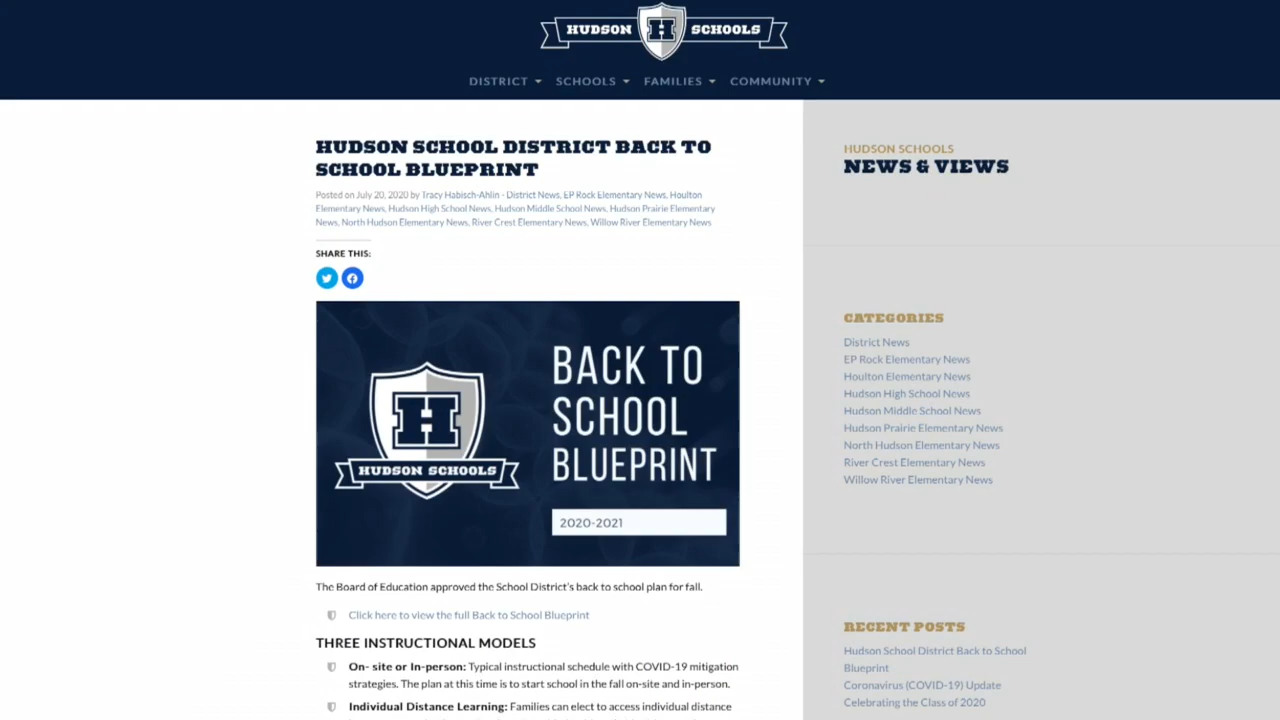 HUDSON H SCHOOLS
DISTRICT SCHOOLS FAMILIES COMMUNITY
HUDSON SCHOOL DISTRICT BACK TO
SCHOOL BLUEPRINT
Posted on July 20, 2020 by Tracy Habisch-Ahlin - District News, EP Rock Elementary News, Houlton
Elementary News, Hudson High School News, Hudson Middle School News, Hudson Prairie Elementary
News, North Hudson Elementary News, River Crest Elementary News, Willow River Elementary News
SHARE THIS:
H
HUDSON SCHOOLS
BACK TO
SCHOOL
BLUEPRINT
2020-2021
The Board of Education approved the School District's back to school plan for fall.
Click here to view the full Back to School Blueprint
THREE INSTRUCTIONAL MODELS
On- site or In-person: Typical instructional schedule with COVID-19 mitigation
strategies. The plan at this time is to start school in the fall on-site and in-person.
Individual Distance Learning: Families can elect to access individual distance
HUDSON SCHOOLS
NEWS & VIEWS
CATEGORIES
District News
EP Rock Elementary News
Houlton Elementary News
Hudson High School News
Hudson Middle School News
Hudson Prairie Elementary News
North Hudson Elementary News
River Crest Elementary News
Willow River Elementary News
RECENT POSTS
Hudson School District Back to School
Blueprint
Coronavirus (COVID-19) Update
Celebrating the Class of 2020